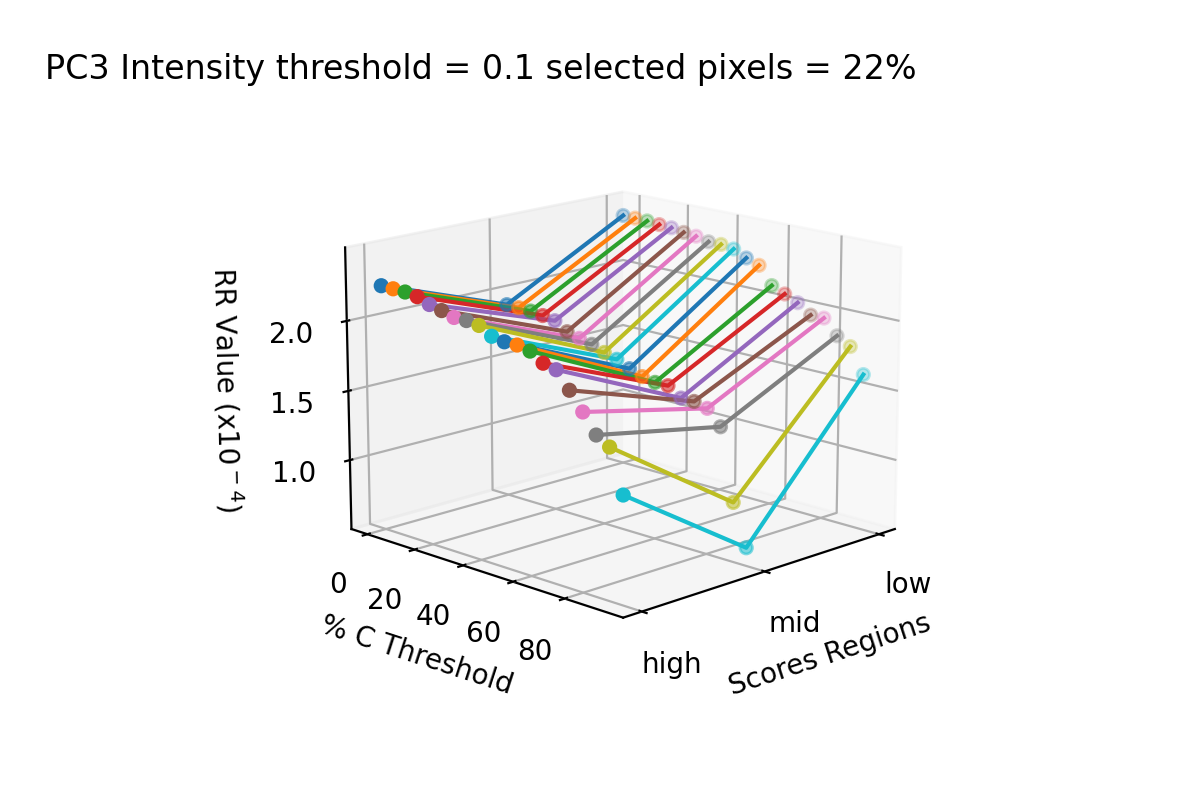 PC3 Intensity threshold = 0.1 selected pixels = 22%
RR Value (x10⁻⁴)
2.0
1.5
1.0
0
20
40
60
80
% C Threshold
low
mid
high
Scores Regions